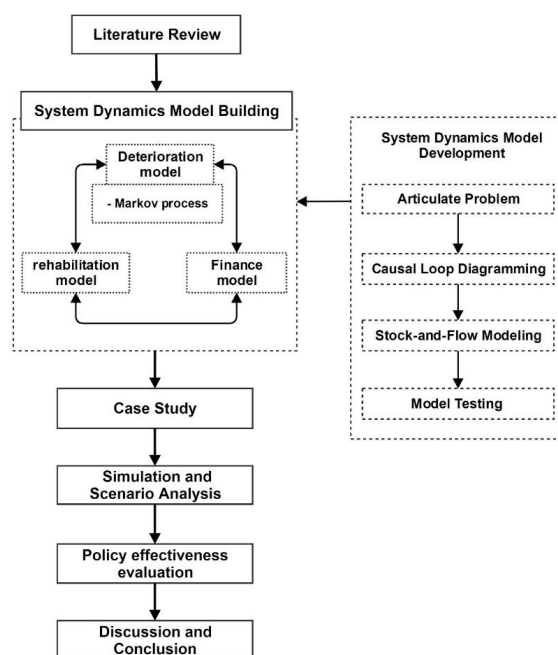 Literature Review
System Dynamics Model Building
Deterioration
model
- Markov process
rehabilitation
model
Finance
model
Case Study
Simulation and
Scenario Analysis
Policy effectiveness
evaluation
Discussion and
Conclusion
System Dynamics Model
Development
Articulate Problem
Causal Loop Diagramming
Stock-and-Flow Modeling
Model Testing